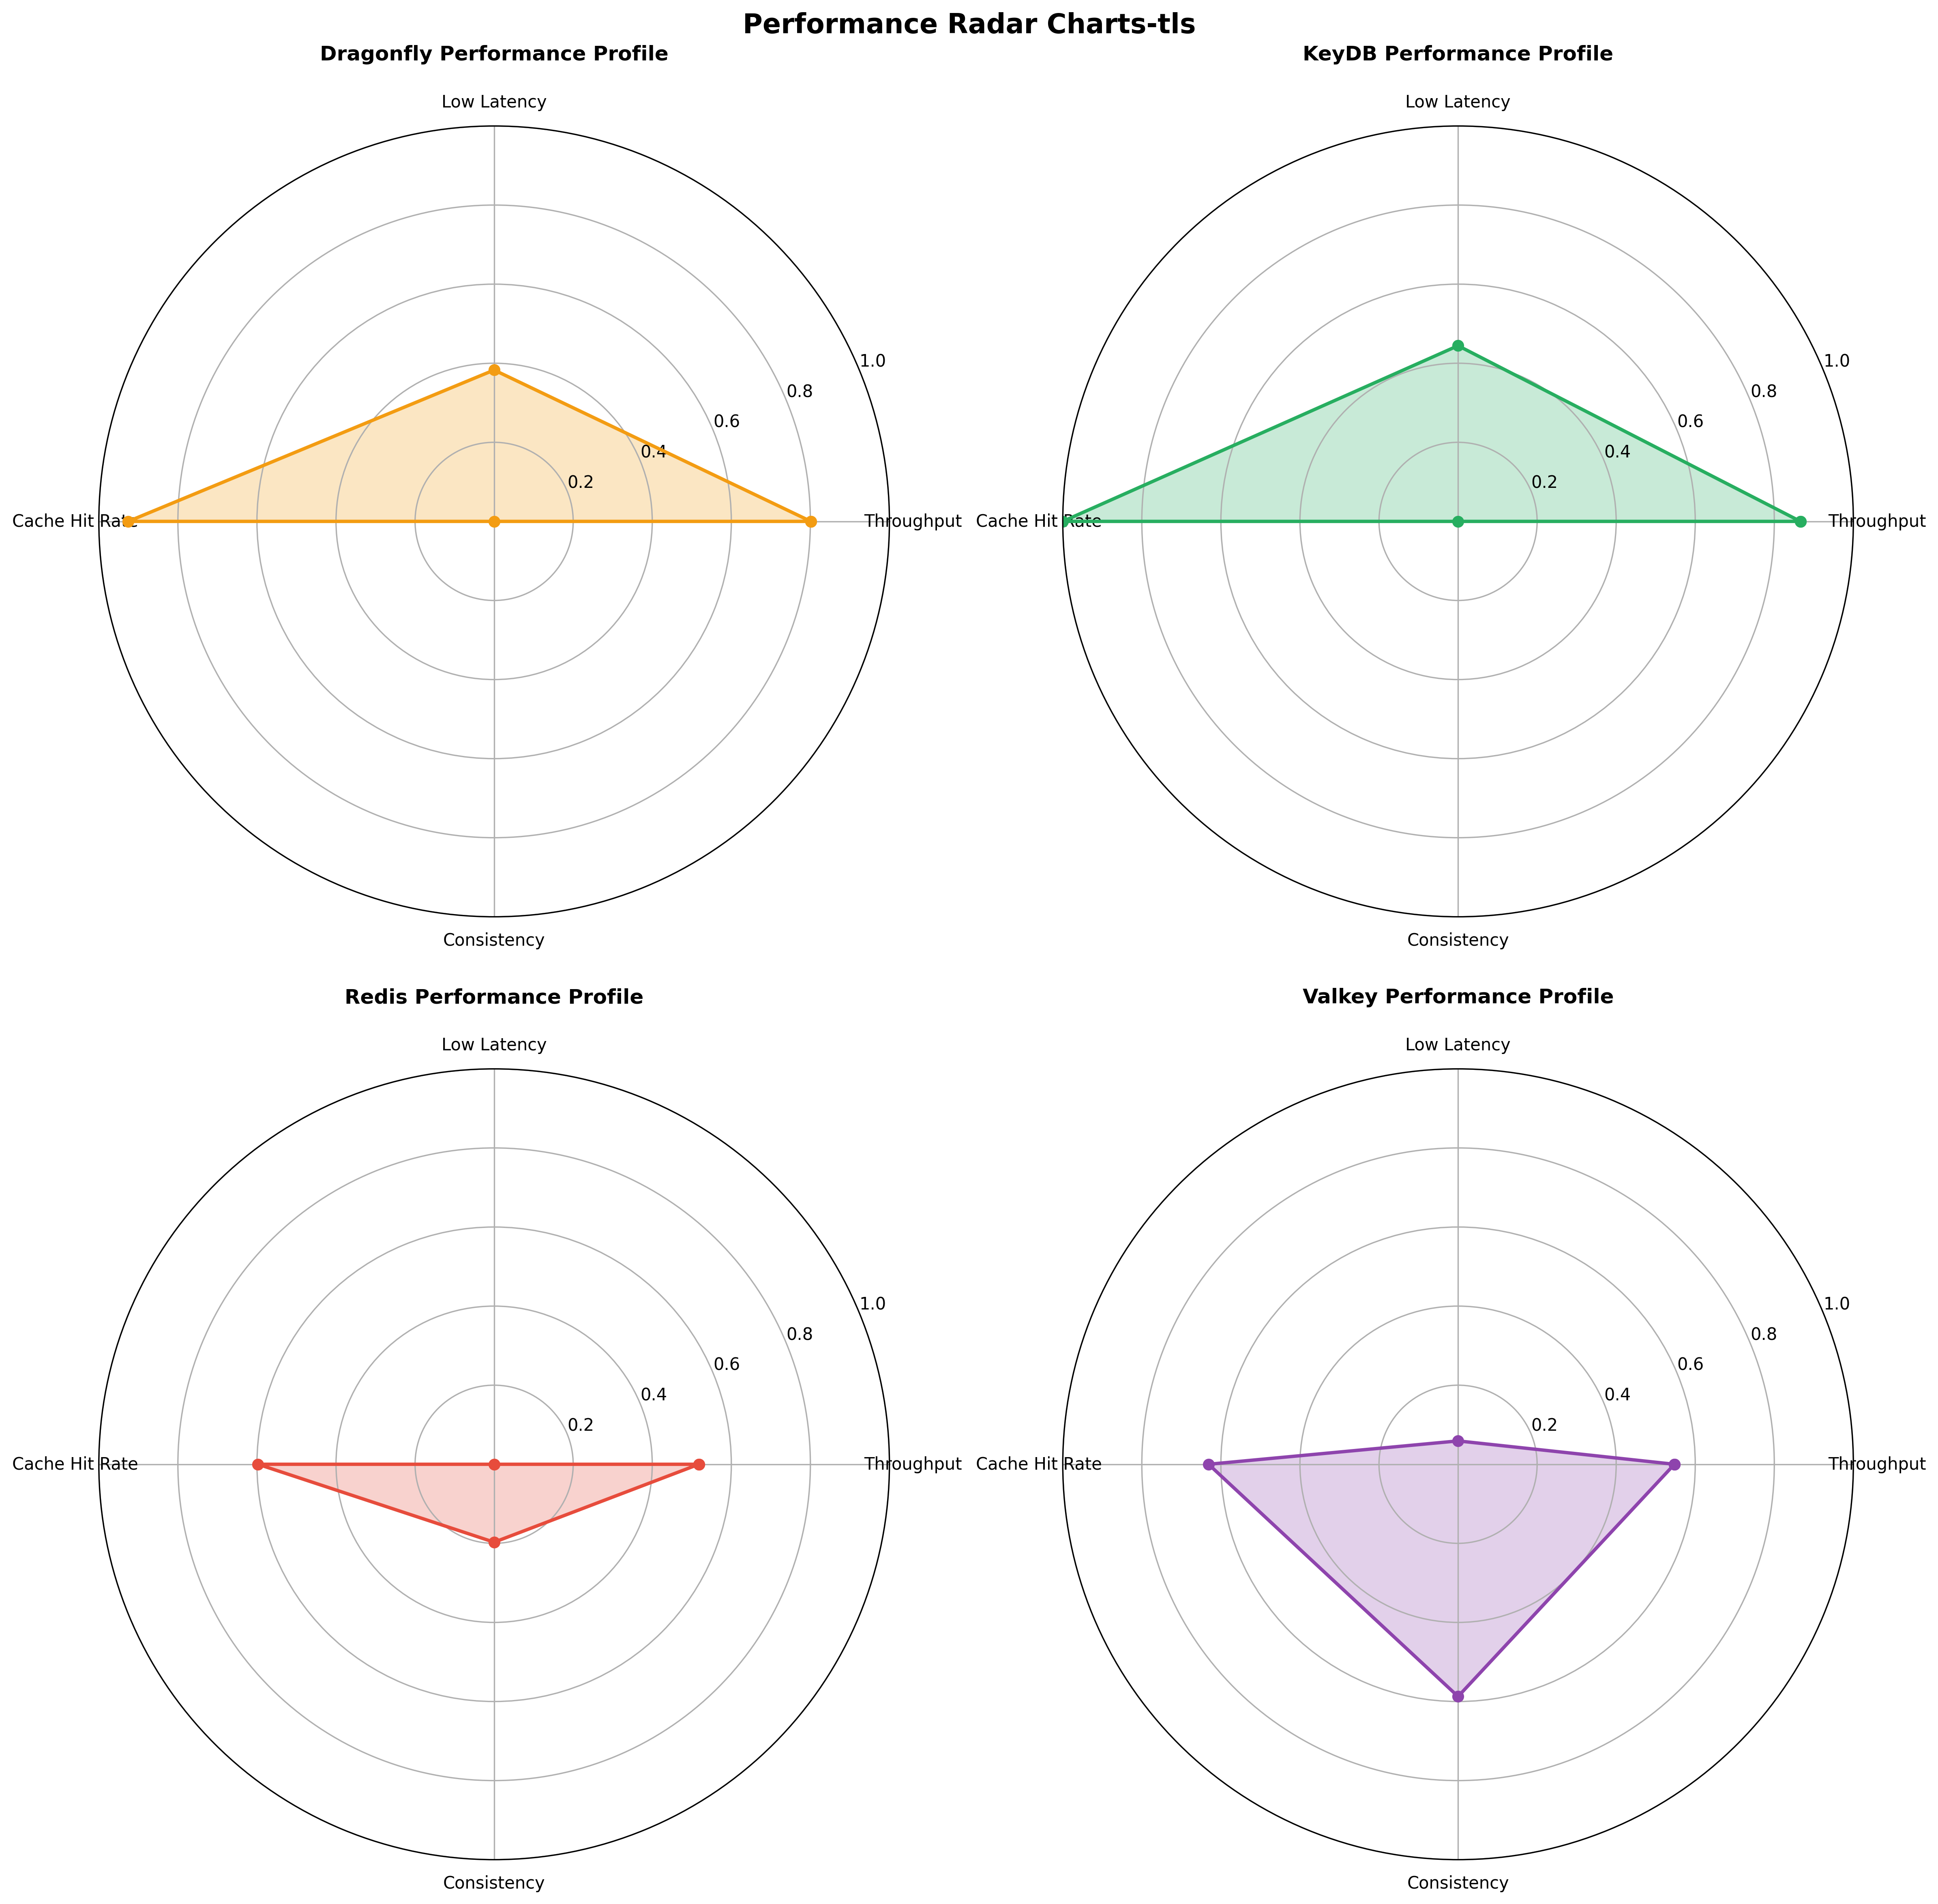 Performance Radar Charts-tls
Dragonfly Performance Profile
Low Latency
1.0
0.8
0.6
0.4
0.2
Cache Hit Rate
Throughput
Consistency
KeyDB Performance Profile
Low Latency
1.0
0.8
0.6
0.4
0.2
Cache Hit Rate
Throughput
Consistency
Redis Performance Profile
Low Latency
1.0
0.8
0.6
0.4
0.2
Cache Hit Rate
Throughput
Consistency
Valkey Performance Profile
Low Latency
1.0
0.8
0.6
0.4
0.2
Cache Hit Rate
Throughput
Consistency